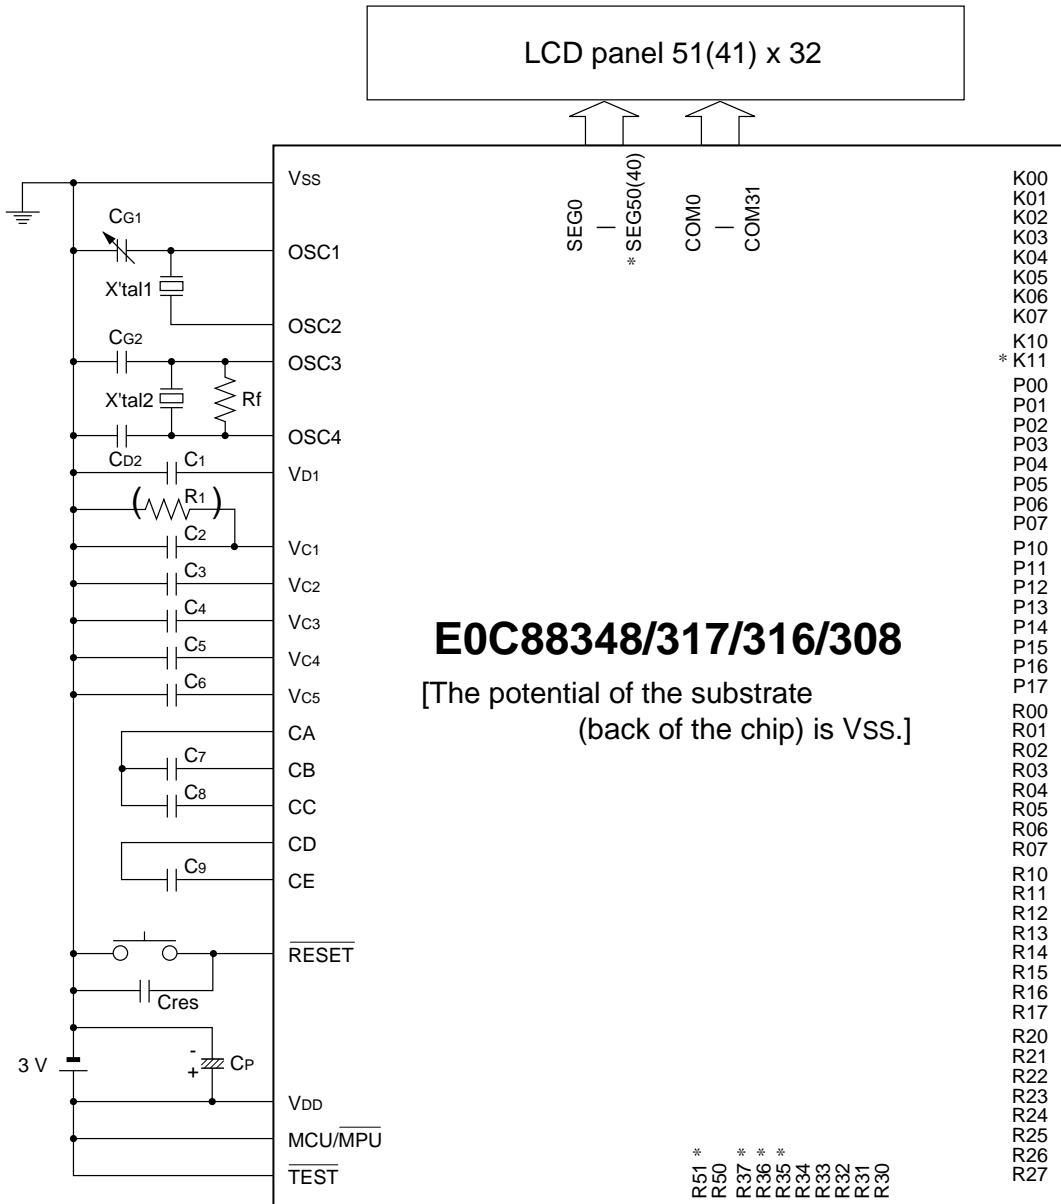 LCD panel 51(41) x 32
SEG0
* SEG50(40)
COM0
COM31
VSS
CG1
OSC1
X'tal1
OSC2
CG2
OSC3
X'tal2
Rf
OSC4
CD2
C1
VD1
( R1 )
C2
VC1
C3
VC2
C4
VC3
C5
VC4
C6
VC5
CA
C7
CB
C8
CC
CD
C9
CE
RESET
Cres
3 V
-
+
CP
VDD
MCU/MPU
TEST
E0C88348/317/316/308
[The potential of the substrate
(back of the chip) is VSS.]
K00
K01
K02
K03
K04
K05
K06
K07
K10
* K11
P00
P01
P02
P03
P04
P05
P06
P07
P10
P11
P12
P13
P14
P15
P16
P17
R00
R01
R02
R03
R04
R05
R06
R07
R10
R11
R12
R13
R14
R15
R16
R17
R20
R21
R22
R23
R24
R25
R26
R27
R51 *
R50
R37 *
R36 *
R35 *
R34
R33
R32
R31
R30